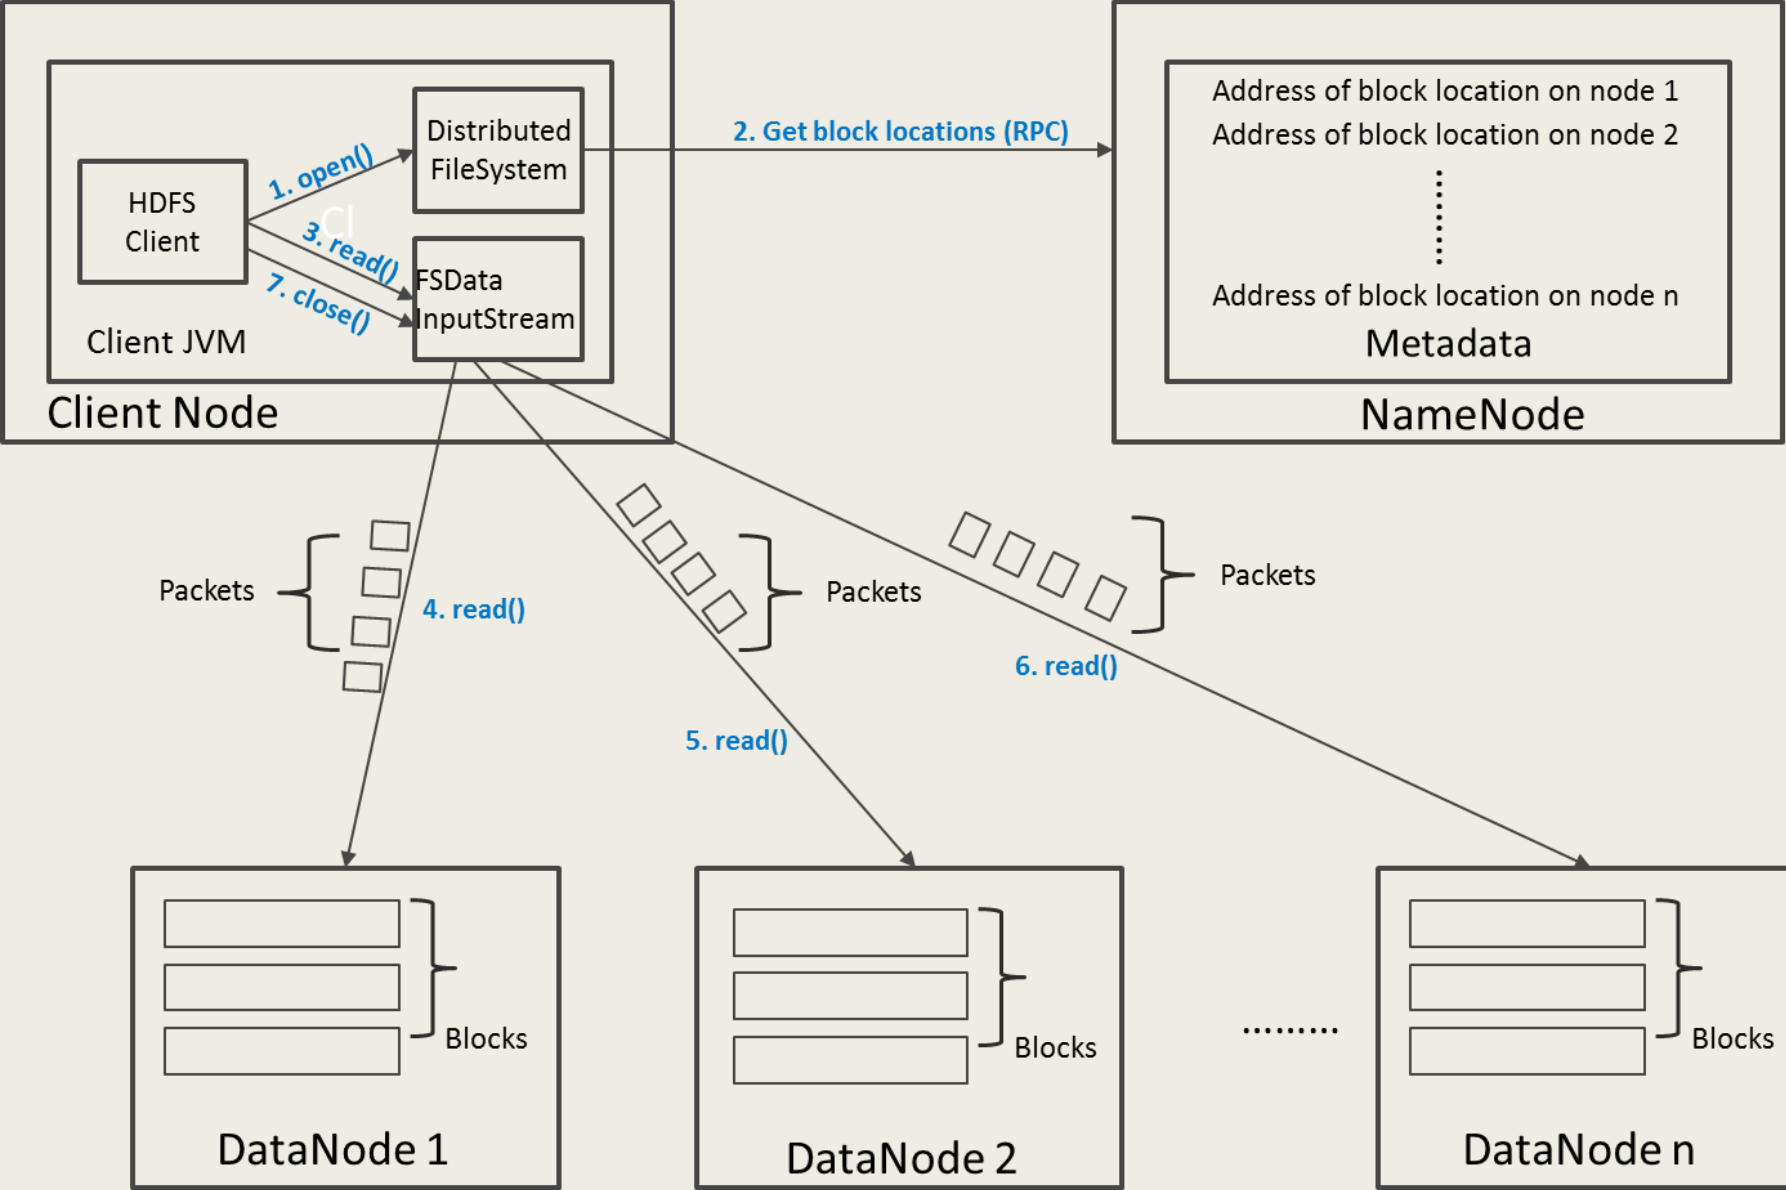 Distributed
FileSystem
1. open()
HDFS
Client
Cl
3. read()
7. close()
FSData
InputStream
Client JVM
Client Node
2. Get block locations (RPC)
Address of block location on node 1
Address of block location on node 2
Address of block location on node n
Metadata
NameNode
Packets
4. read()
Packets
5. read()
Packets
6. read()
Blocks
DataNode 1
Blocks
DataNode 2
.........
Blocks
DataNode n